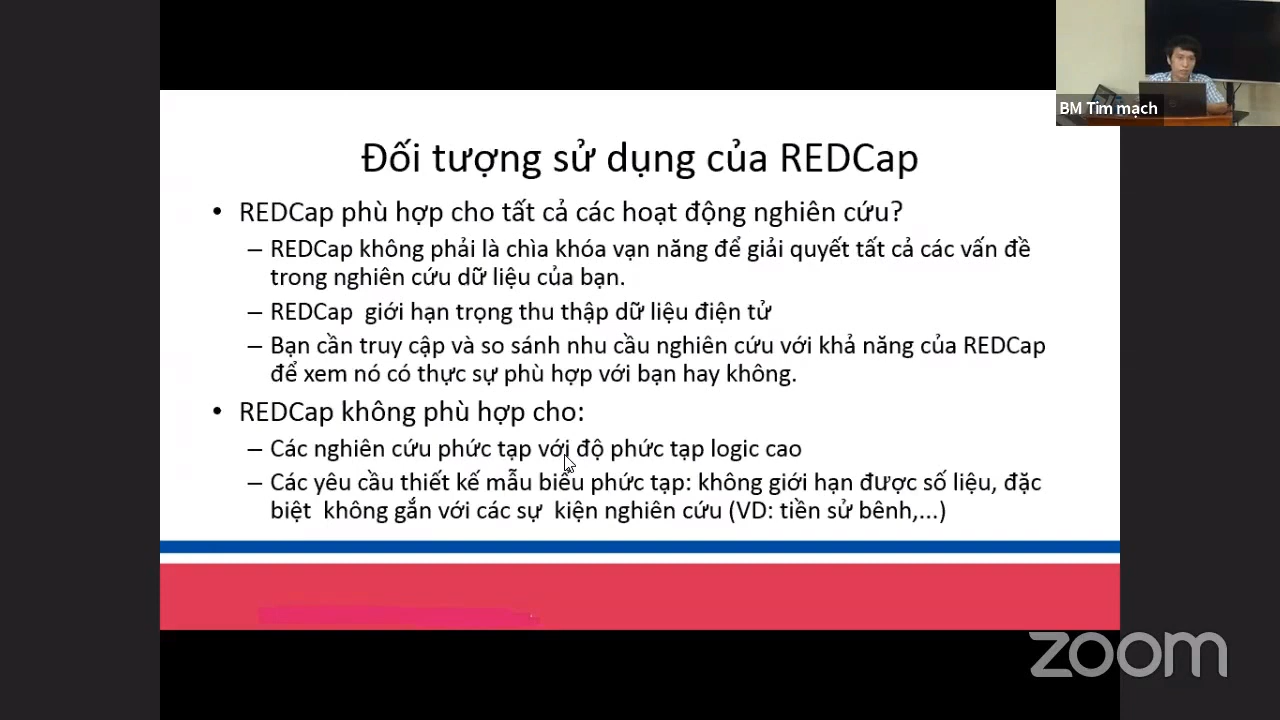 BM Tim mạch
Đối tượng sử dụng của REDCap
• REDCap phù hợp cho tất cả các hoạt động nghiên cứu?
– REDCap không phải là chìa khóa vạn năng để giải quyết tất cả các vấn đề
trong nghiên cứu dữ liệu của bạn.
– REDCap giới hạn trọng thu thập dữ liệu điện tử
– Bạn cần truy cập và so sánh nhu cầu nghiên cứu với khả năng của REDCap
để xem nó có thực sự phù hợp với bạn hay không.
• REDCap không phù hợp cho:
– Các nghiên cứu phức tạp với độ phức tạp logic cao
– Các yêu cầu thiết kế mẫu biểu phức tạp: không giới hạn được số liệu, đặc
biệt không gắn với các sự kiện nghiên cứu (VD: tiền sử bênh,...)
zoom